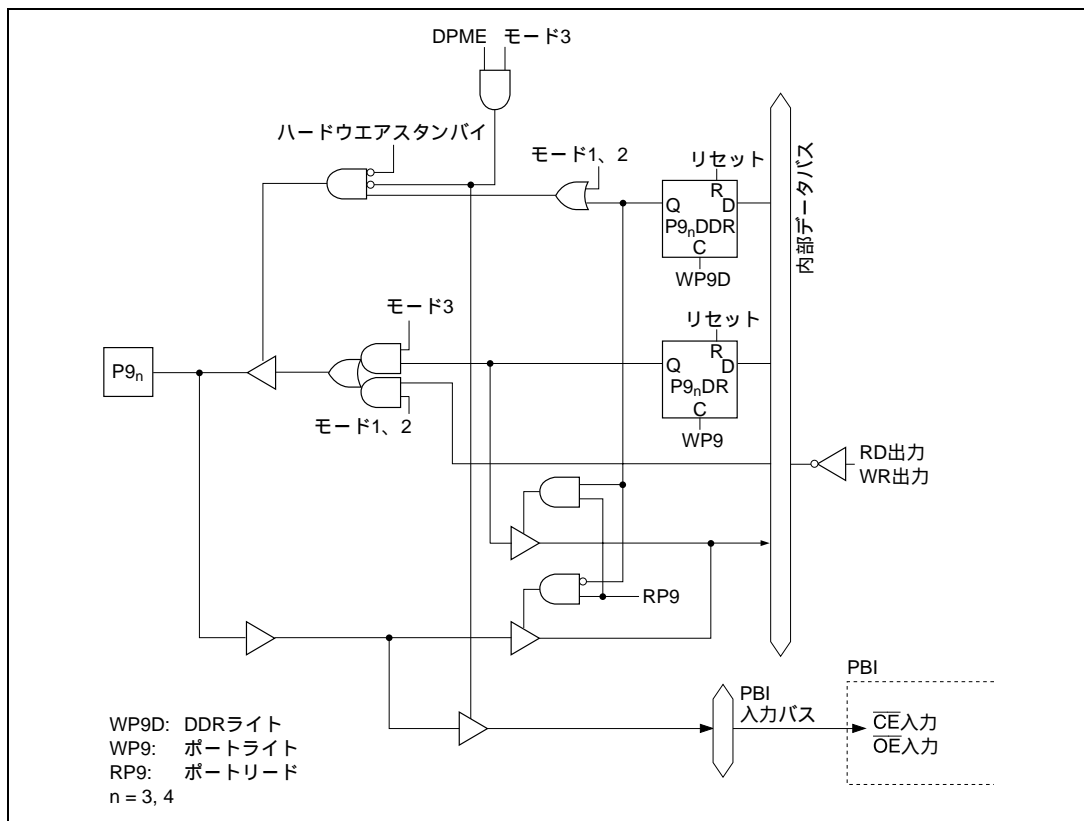 DPME モード3
ハードウエアスタンバイ
モード1、2
リセット
R
Q
D
P9nDDR
C
WP9D
内部データバス
モード3
リセット
R
Q
D
P9nDR
C
WP9
P9n
モード1、2
RD出力
WR出力
RP9
PBI
入力バス
PBI
CE入力
OE入力
WP9D: DDRライト
WP9: ポートライト
RP9: ポートリード
n = 3, 4